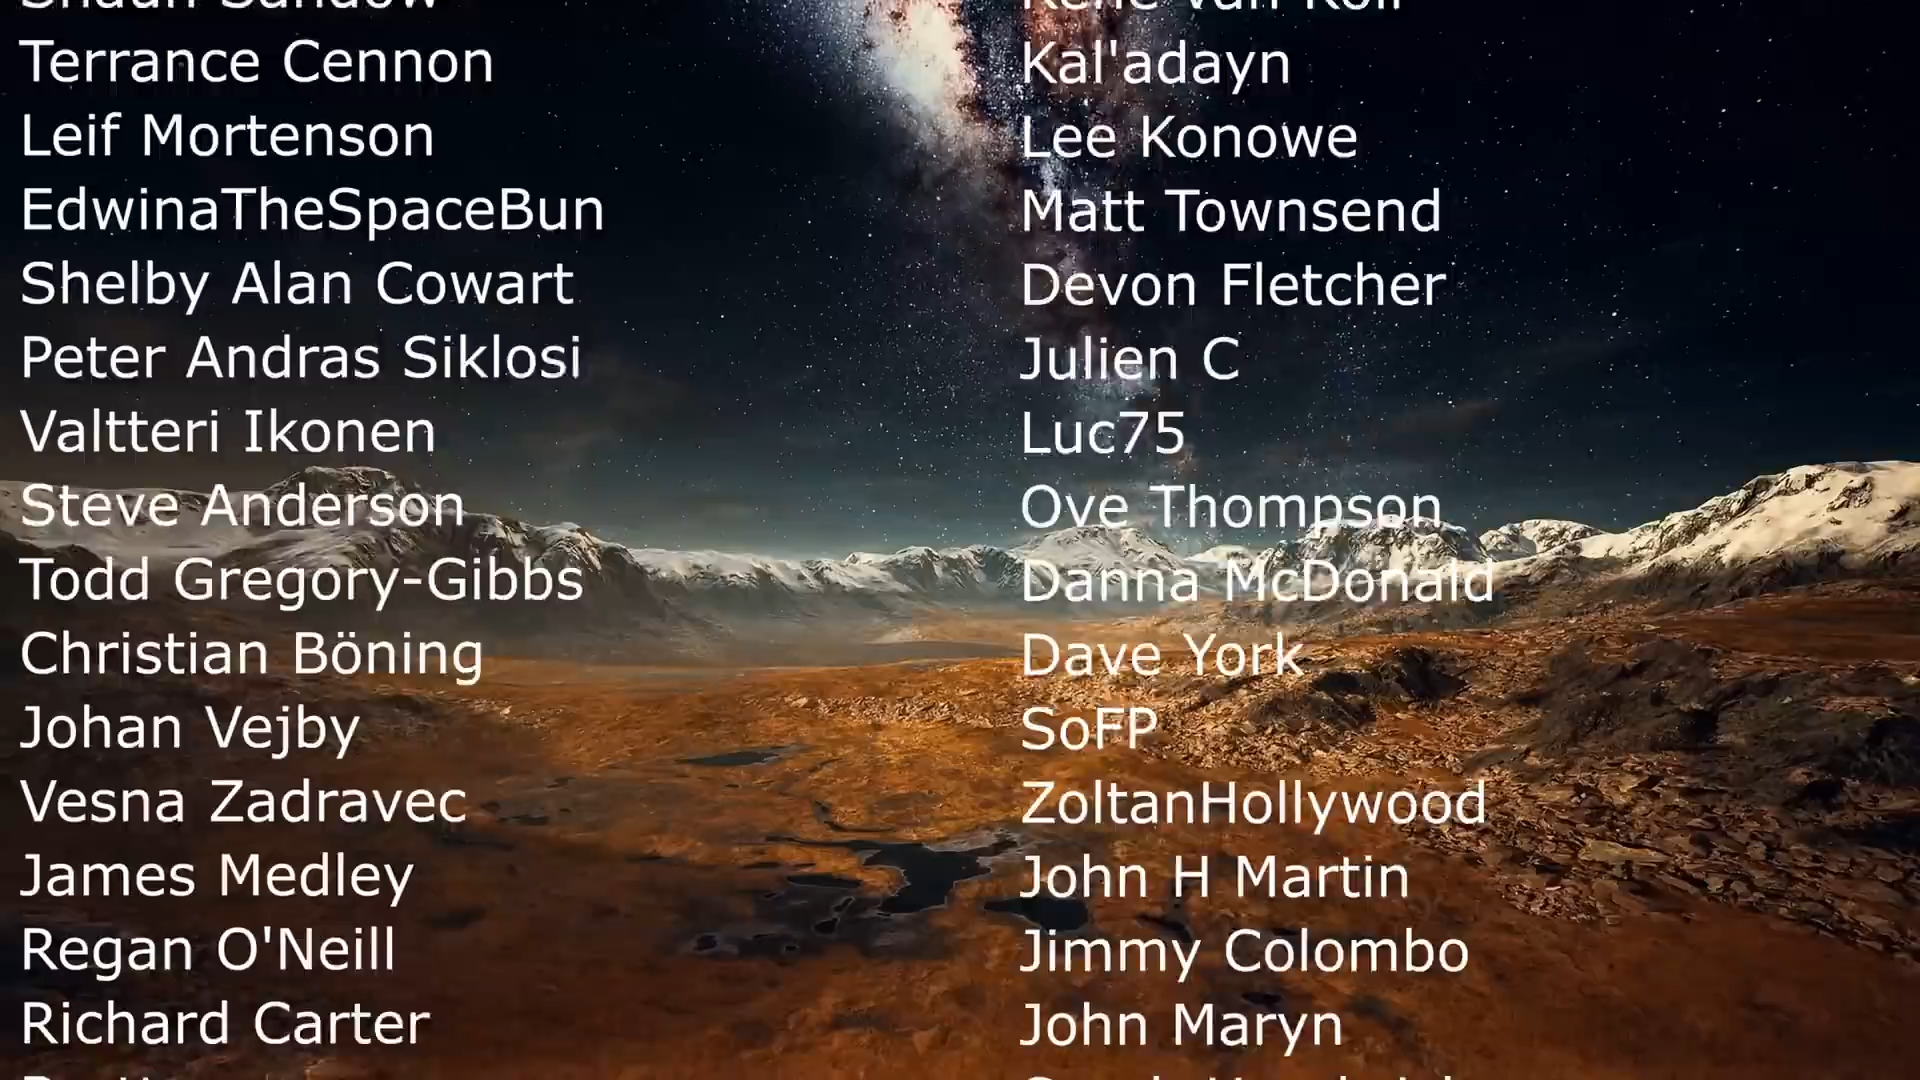 Terrance Cennon
Leif Mortenson
EdwinaTheSpaceBun
Shelby Alan Cowart
Peter Andras Siklosi
Valtteri Ikonen
Steve Anderson
Todd Gregory-Gibbs
Christian Böning
Johan Vejby
Vesna Zadravec
James Medley
Regan O'Neill
Richard Carter
Kal'adayn
Lee Konowe
Matt Townsend
Devon Fletcher
Julien C
Luc75
Ove Thompson
Danna McDonald
Dave York
SoFP
ZoltanHollywood
John H Martin
Jimmy Colombo
John Maryn